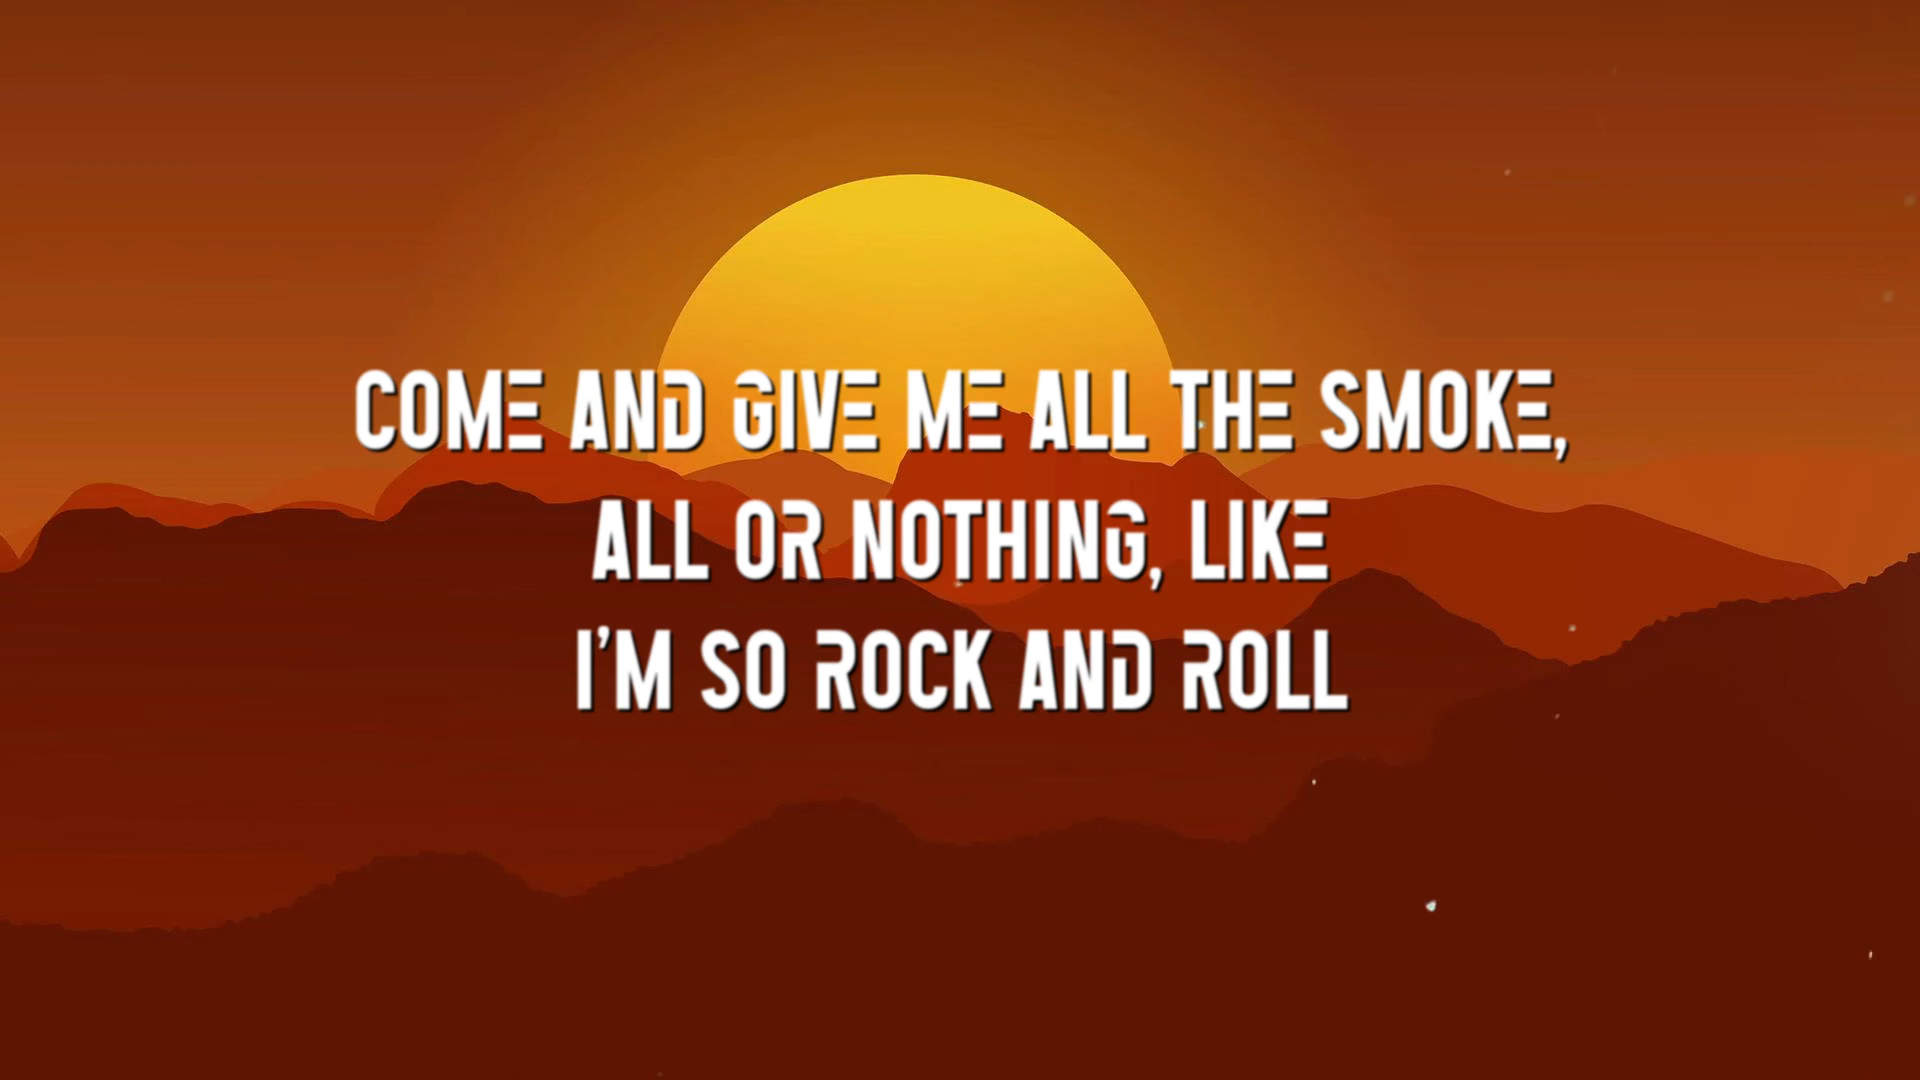 COME AND GIVE ME ALL THE SMOKE,
ALL OR NOTHING, LIKE
I'M SO ROCK AND ROLL